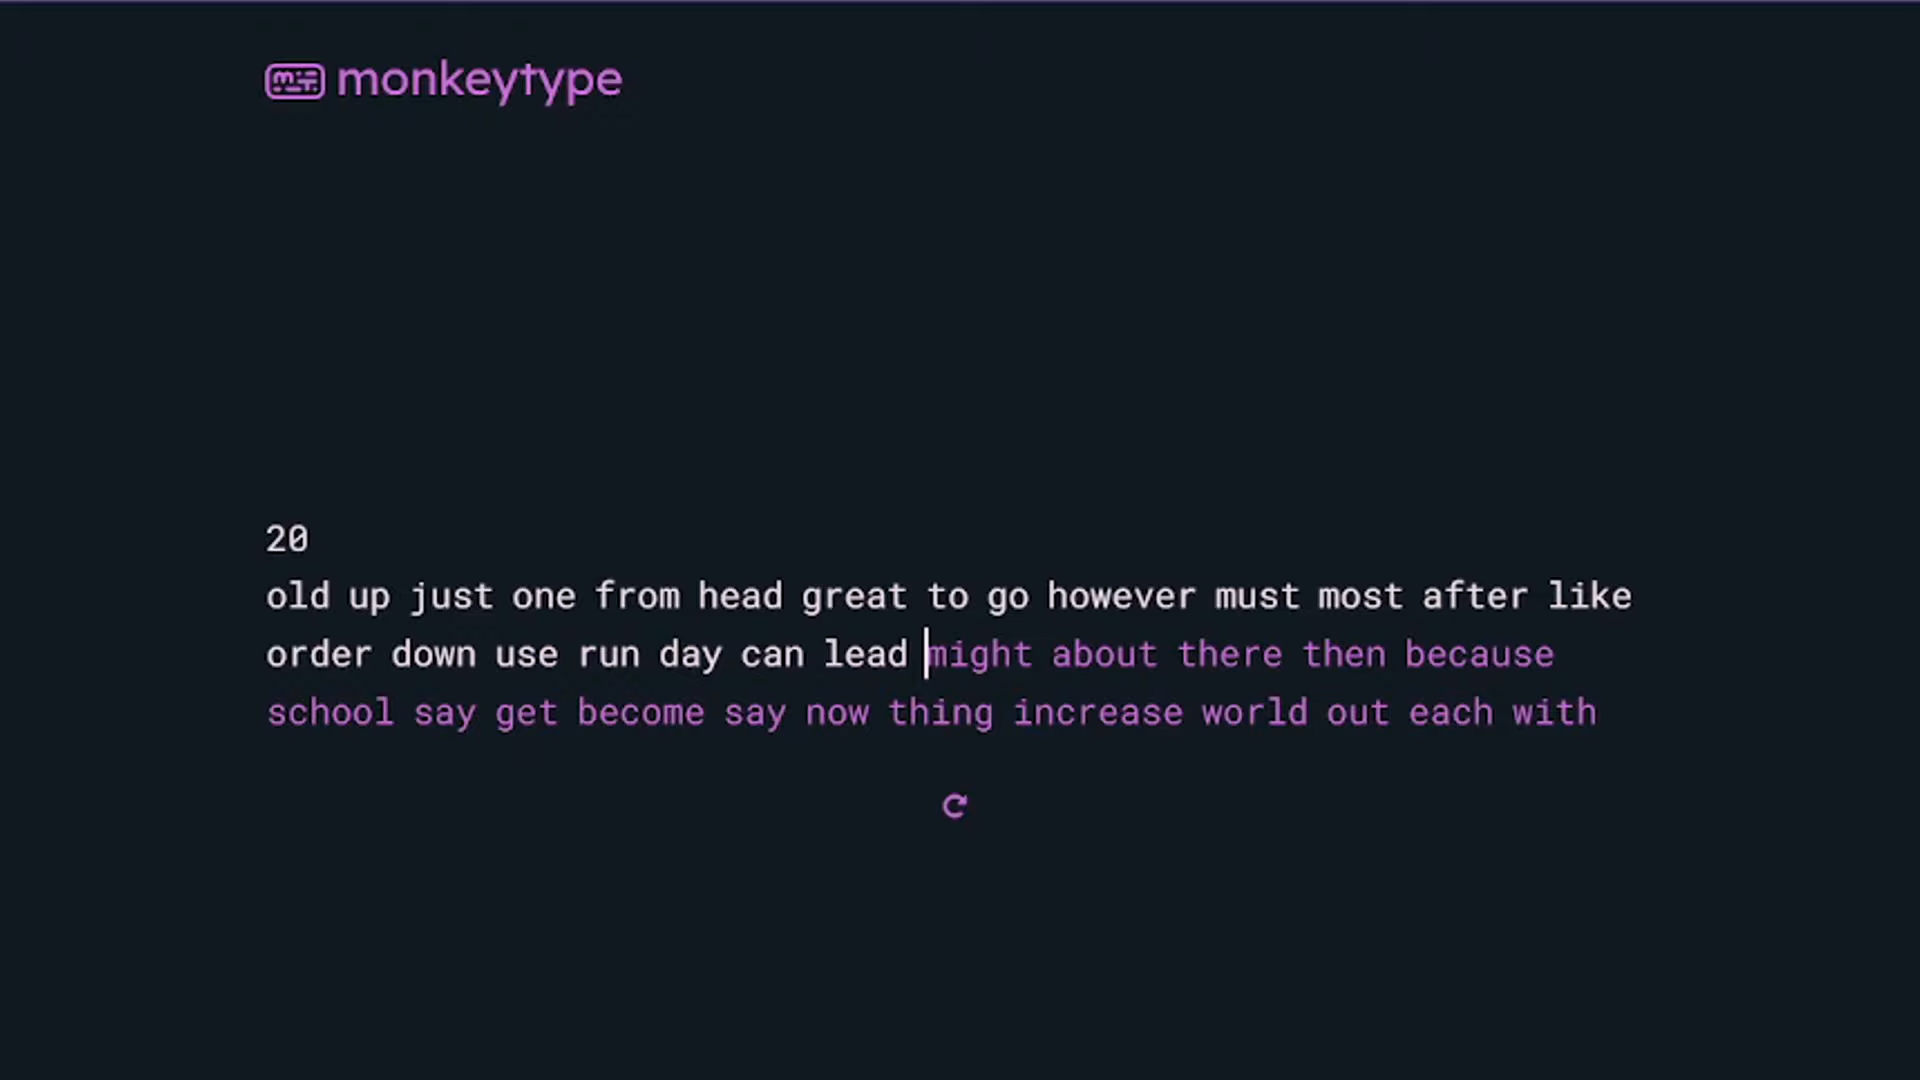 monkeytype
20
old up just one from head great to go however must most after like
order down use run day can lead might about there then because
school say get become say now thing increase world out each with